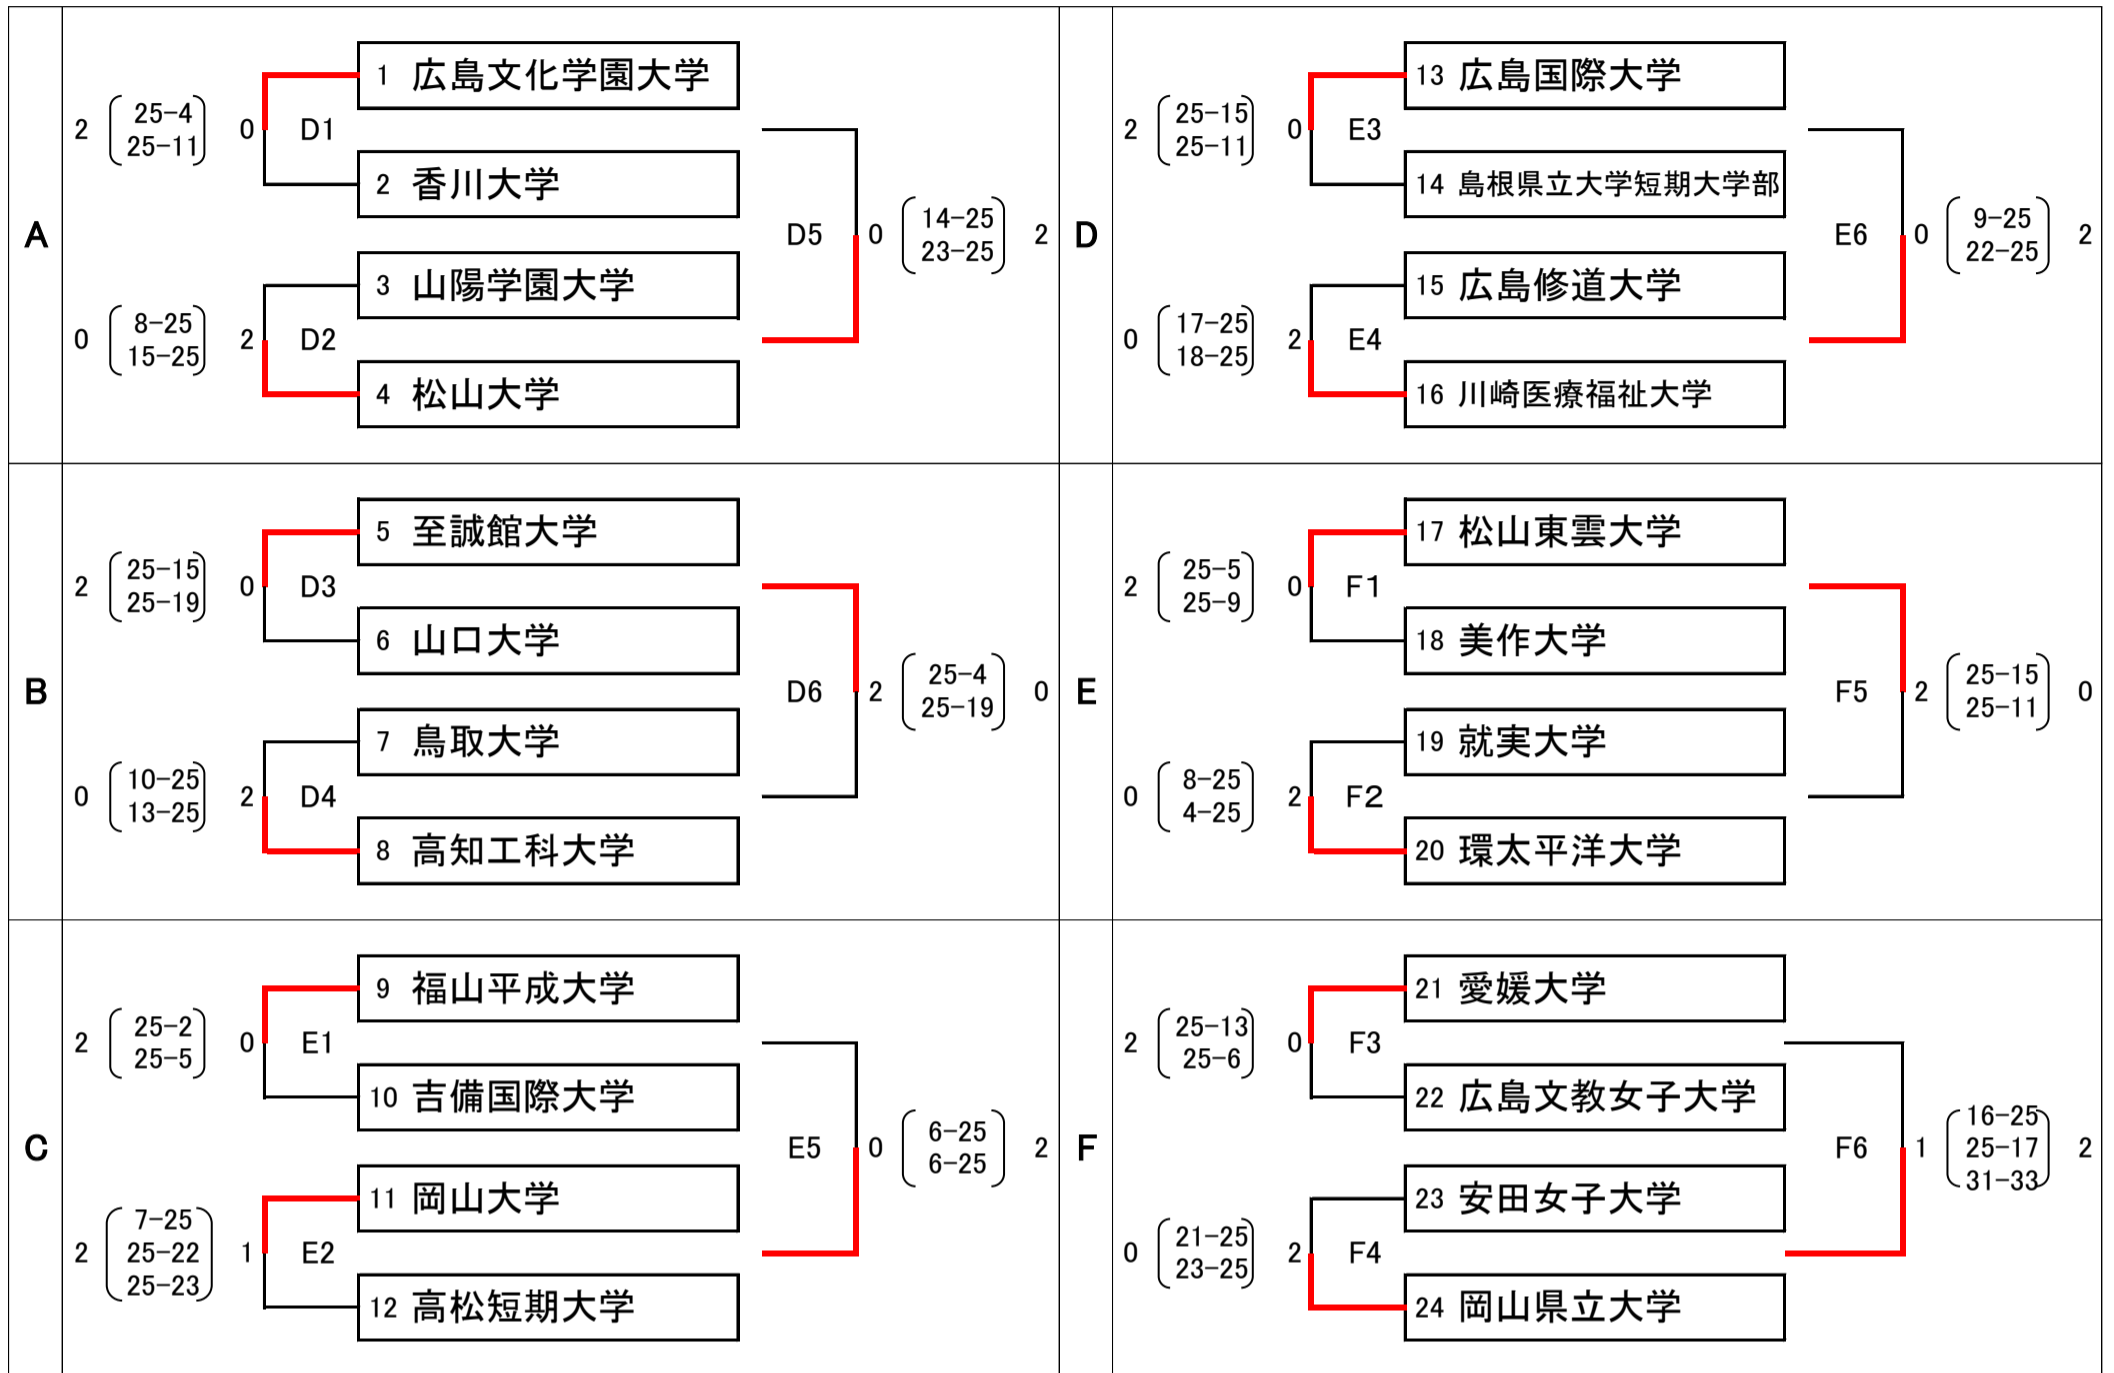 A
1 広島文化学園大学
2 25-4 0 D1
25-11
2 香川大学
D5 0 14-25 2
23-25
3 山陽学園大学
0 8-25 2 D2
15-25
4 松山大学
D
13 広島国際大学
2 25-15 0 E3
25-11
14 島根県立大学短期大学部
E6 0 9-25 2
22-25
15 広島修道大学
0 17-25 2 E4
18-25
16 川崎医療福祉大学
B
5 至誠館大学
2 25-15 0 D3
25-19
6 山口大学
D6 2 25-4 0
25-19
7 鳥取大学
0 10-25 2 D4
13-25
8 高知工科大学
E
17 松山東雲大学
2 25-5 0 F1
25-9
18 美作大学
F5 2 25-15 0
25-11
19 就実大学
0 8-25 2 F2
4-25
20 環太平洋大学
C
9 福山平成大学
2 25-2 0 E1
25-5
10 吉備国際大学
E5 0 6-25 2
6-25
11 岡山大学
7-25
2 25-22 1 E2
25-23
12 高松短期大学
F
21 愛媛大学
2 25-13 0 F3
25-6
22 広島文教女子大学
16-25
F6 1 25-17 2
31-33
23 安田女子大学
0 21-25 2 F4
23-25
24 岡山県立大学